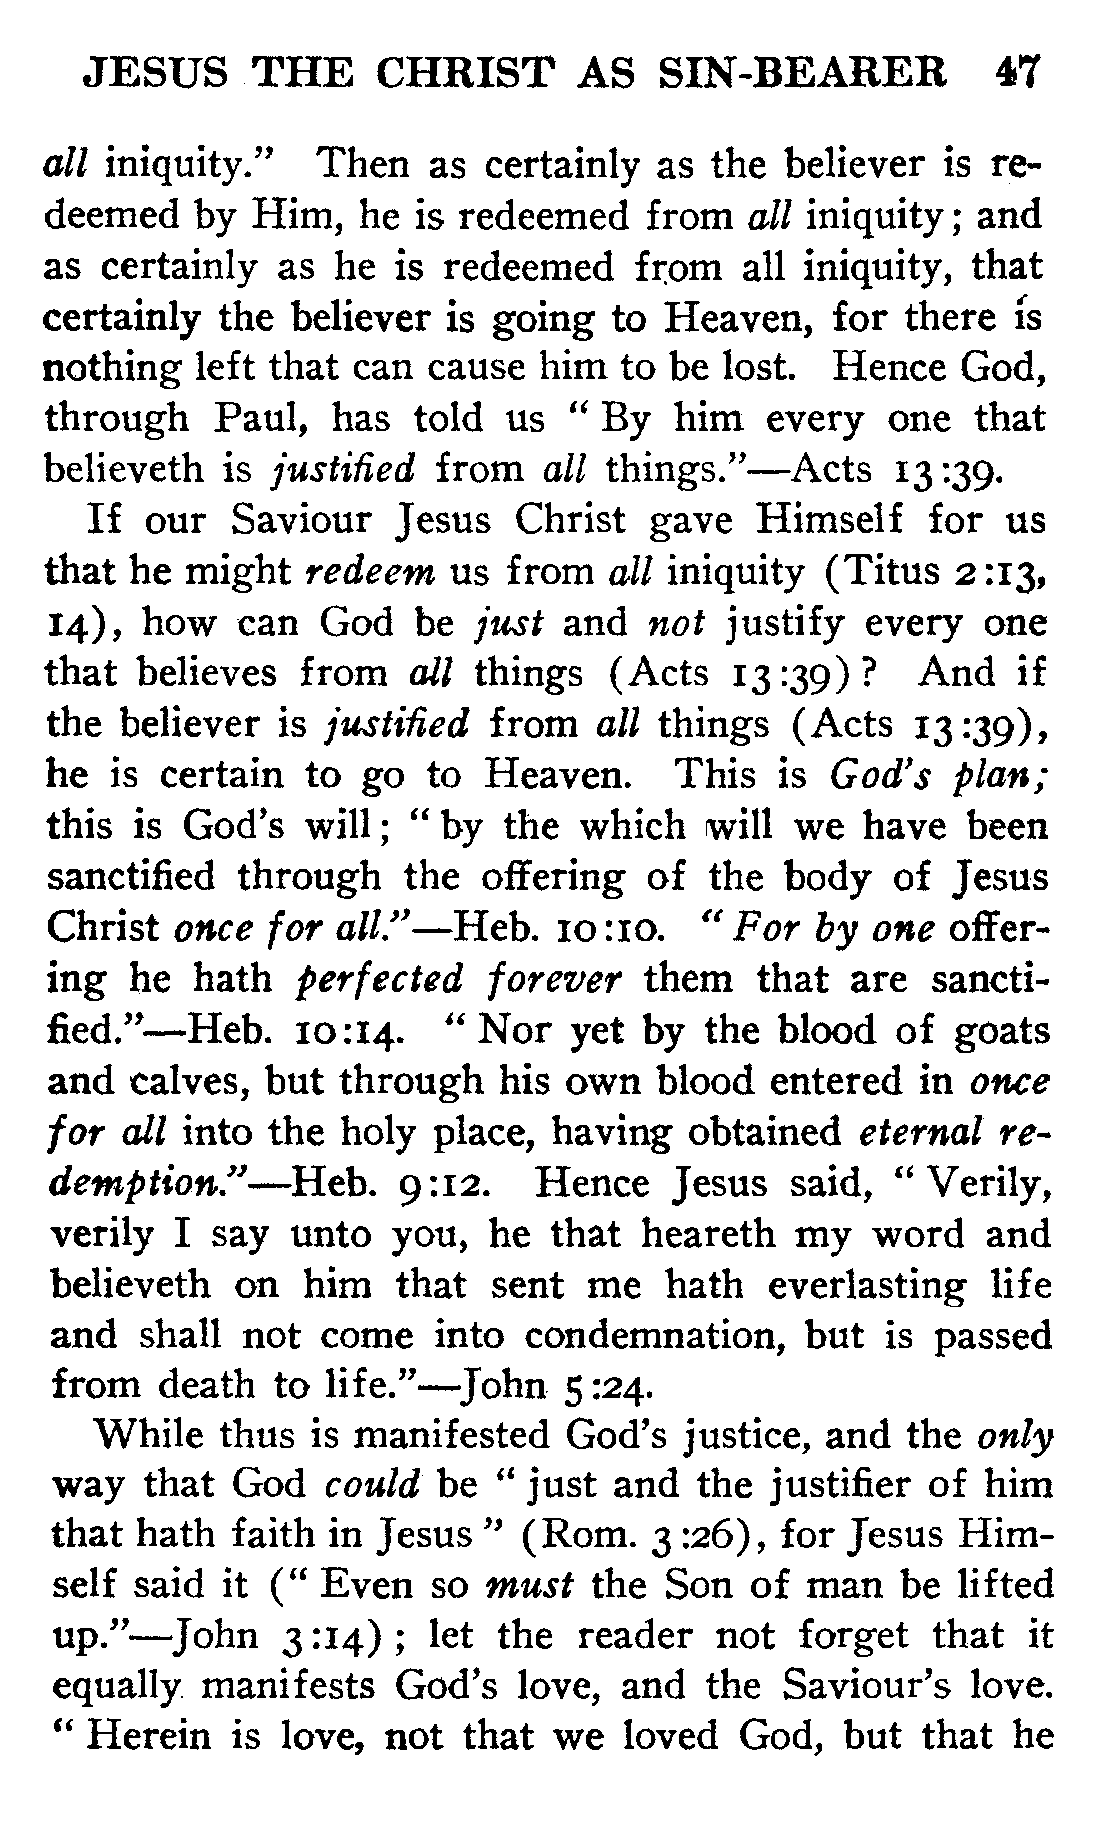 JESUS THE CHRIST AS SIN-BEARER 47
all iniquity." Then as certainly as the believer is re-
deemed by Him, he is redeemed from all iniquity; and
as certainly as he is redeemed from all iniquity, that
certainly the believer is going to Heaven, for there is
nothing left that can cause him to be lost. Hence God,
through Paul, has told us "By him every one that
believeth is justified from all things."—Acts 13:39.
If our Saviour Jesus Christ gave Himself for us
that he might redeem us from all iniquity (Titus 2:13,
14), how can God be just and not justify every one
that believes from all things (Acts 13:39)? And if
the believer is justified from all things (Acts 13:39),
he is certain to go to Heaven. This is God's plan;
this is God's will; "by the which will we have been
sanctified through the offering of the body of Jesus
Christ once for all."—Heb. 10:10. "For by one offer-
ing he hath perfected forever them that are sancti-
fied."—Heb. 10:14. "Nor yet by the blood of goats
and calves, but through his own blood entered in once
for all into the holy place, having obtained eternal re-
demption."—Heb. 9:12. Hence Jesus said, "Verily,
verily I say unto you, he that heareth my word and
believeth on him that sent me hath everlasting life
and shall not come into condemnation, but is passed
from death to life."—John 5:24.
While thus is manifested God's justice, and the only
way that God could be "just and the justifier of him
that hath faith in Jesus" (Rom. 3:26), for Jesus Him-
self said it ("Even so must the Son of man be lifted
up."—John 3:14); let the reader not forget that it
equally manifests God's love, and the Saviour's love.
"Herein is love, not that we loved God, but that he